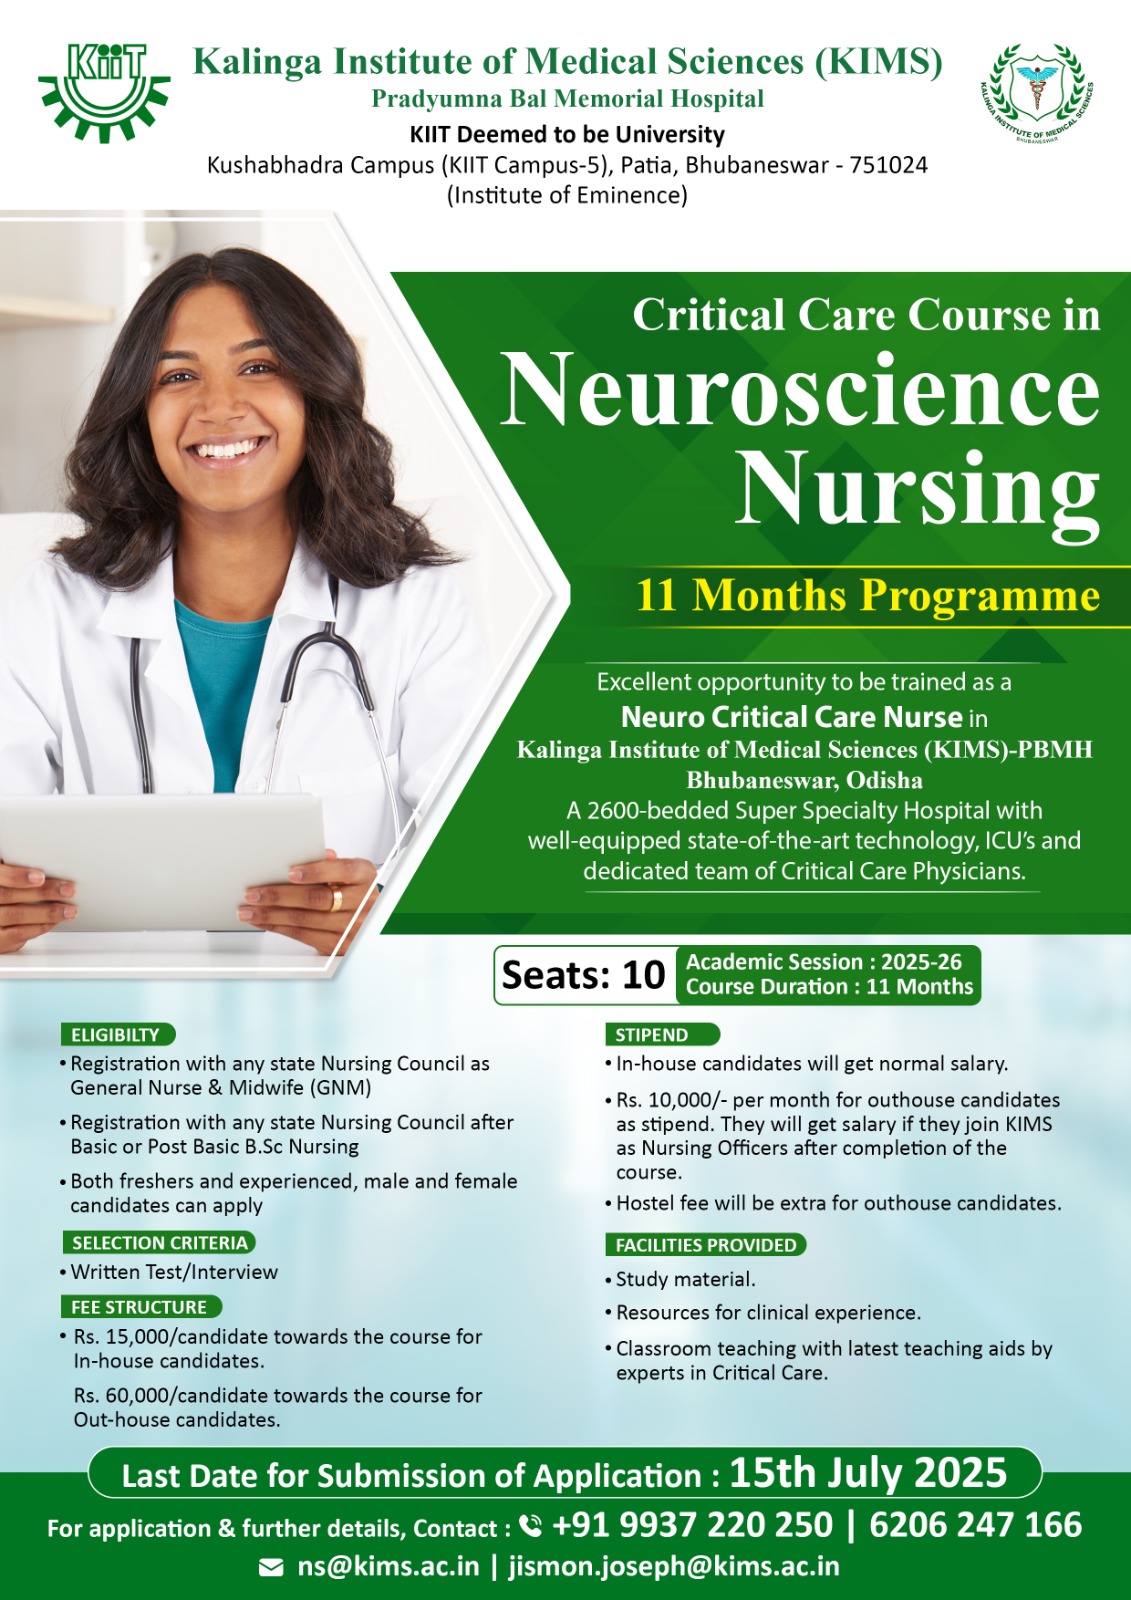 KiiT
Kalinga Institute of Medical Sciences (KIMS)
Pradyumna Bal Memorial Hospital
KIIT Deemed to be University
Kushabhadra Campus (KIIT Campus-5), Patia, Bhubaneswar - 751024
(Institute of Eminence)
KALINGA INSTITUTE OF MEDICAL SCIENCES
BHUBANESWAR
Critical Care Course in
Neuroscience
Nursing
11 Months Programme
Excellent opportunity to be trained as a
Neuro Critical Care Nurse in
Kalinga Institute of Medical Sciences (KIMS)-PBMH
Bhubaneswar, Odisha
A 2600-bedded Super Specialty Hospital with
well-equipped state-of-the-art technology, ICU's and
dedicated team of Critical Care Physicians.
Seats: 10
Academic Session : 2025-26
Course Duration : 11 Months
ELIGIBILTY
• Registration with any state Nursing Council as
General Nurse & Midwife (GNM)
• Registration with any state Nursing Council after
Basic or Post Basic B.Sc Nursing
• Both freshers and experienced, male and female
candidates can apply
SELECTION CRITERIA
• Written Test/Interview
FEE STRUCTURE
• Rs. 15,000/candidate towards the course for
In-house candidates.
Rs. 60,000/candidate towards the course for
Out-house candidates.
STIPEND
• In-house candidates will get normal salary.
• Rs. 10,000/- per month for outhouse candidates
as stipend. They will get salary if they join KIMS
as Nursing Officers after completion of the
course.
• Hostel fee will be extra for outhouse candidates.
FACILITIES PROVIDED
• Study material.
• Resources for clinical experience.
• Classroom teaching with latest teaching aids by
experts in Critical Care.
Last Date for Submission of Application : 15th July 2025
For application & further details, Contact : +91 9937 220 250 | 6206 247 166
ns@kims.ac.in | jismon.joseph@kims.ac.in